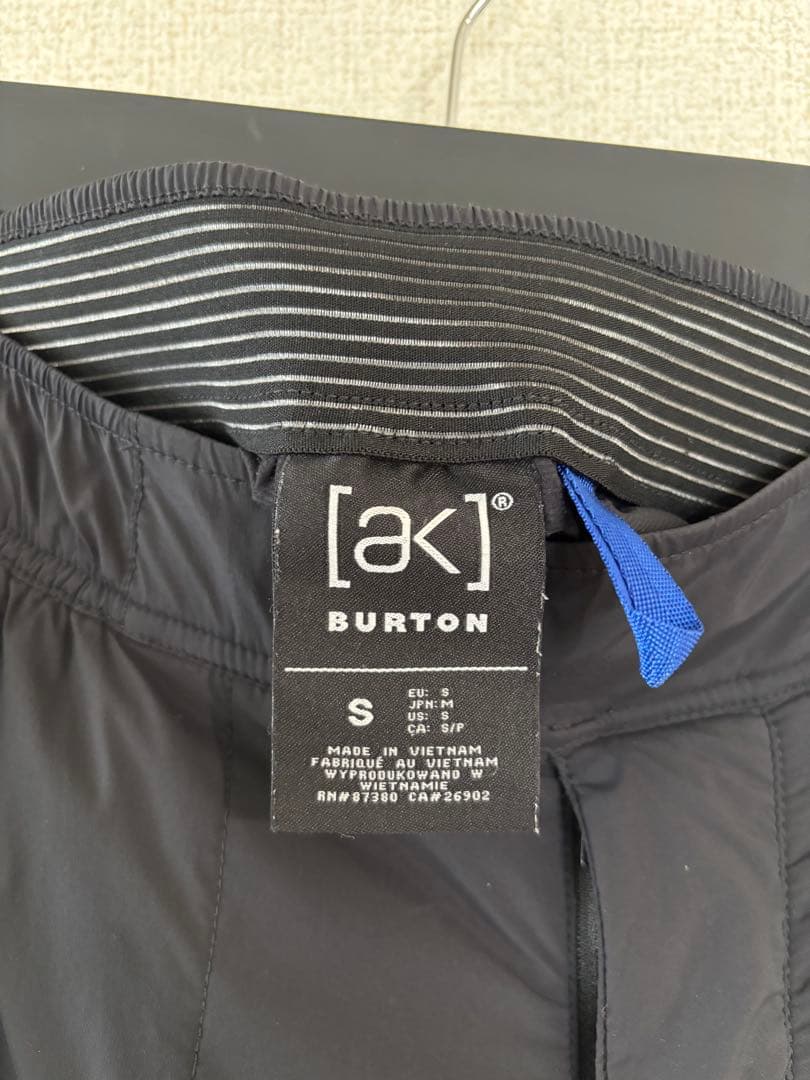 [ak]®
BURTON
S
EU: S
JPN: M
US: S
CA: S/P
MADE IN VIETNAM
FABRIQUÉ AU VIETNAM
WYPRODUKOWANO W
WIETNAMIE
RN#87380 CA#26902